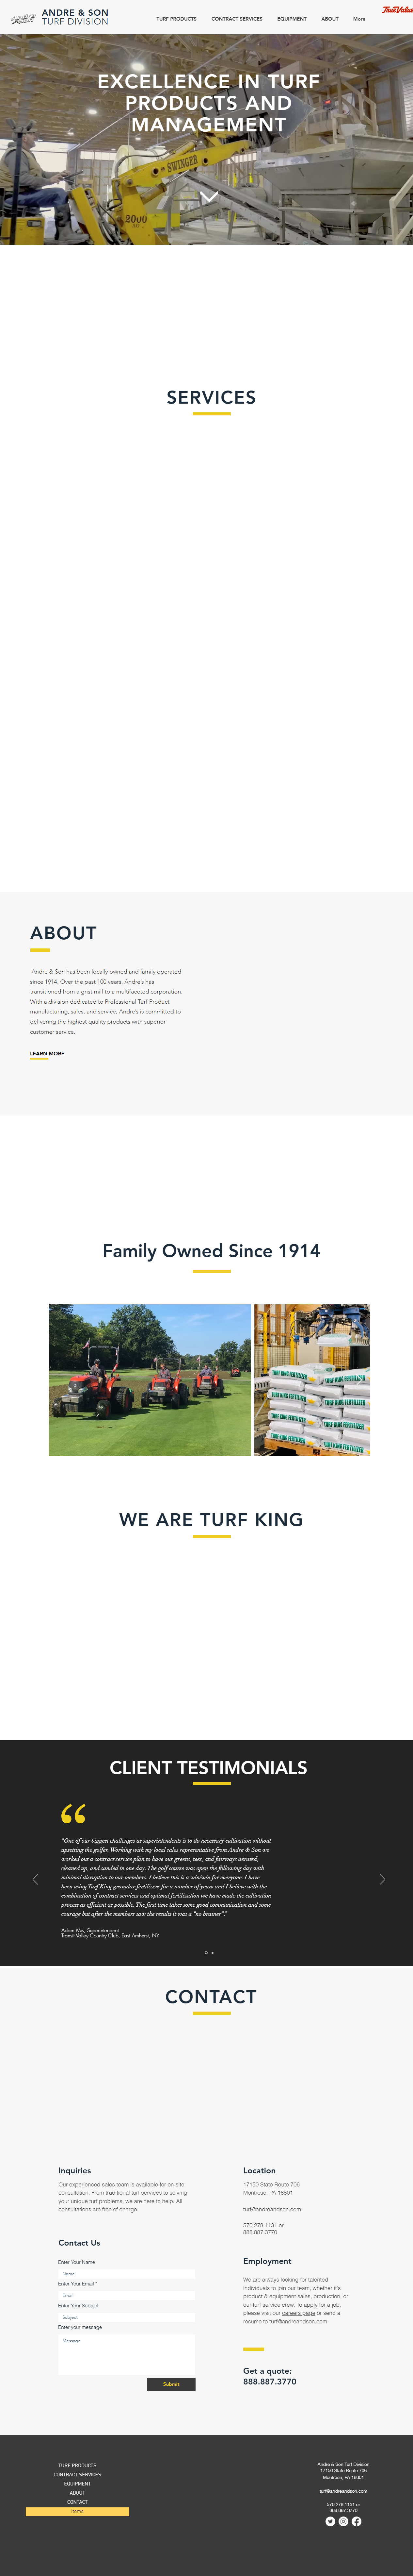 ANDRE & SON
TURF DIVISION
TURF PRODUCTS
CONTRACT SERVICES
EQUIPMENT
ABOUT
More
True Value
EXCELLENCE IN TURF
PRODUCTS AND
MANAGEMENT
SWINGER
2000
SERVICES
ABOUT
Andre & Son has been locally owned and family operated
since 1914. Over the past 100 years, Andre's has
transitioned from a grist mill to a multifaceted corporation.
With a division dedicated to Professional Turf Product
manufacturing, sales, and service, Andre's is committed to
delivering the highest quality products with superior
customer service.
LEARN MORE
Family Owned Since 1914
TURF KING FERTILIZER
WE ARE TURF KING
CLIENT TESTIMONIALS
"One of our biggest challenges as superintendents is to do necessary cultivation without
upsetting the golfer. Working with my local sales representative from Andre & Son we
worked out a contract service plan to have our greens, tees, and fairways aerated,
cleaned up, and sanded in one day. The golf course was open the following day with
minimal disruption to our members. I believe this is a win/win for everyone. I have
been using Turf King granular fertilizers for a number of years and I believe the
combination of contract services and optimal fertilization we have made the cultivation
process as efficient as possible. The first time takes some good communication and some
courage but after the members saw the results it was a "no brainer"."
Adam Mis, Superintendent
Transit Valley Country Club, East Amherst, NY
CONTACT
Inquiries
Our experienced sales team is available for on-site
consultation. From traditional turf services to solving
your unique turf problems, we are here to help. All
consultations are free of charge.
Contact Us
Enter Your Name
Name
Enter Your Email *
Email
Enter Your Subject
Subject
Enter your message
Message
Submit
Location
17150 State Route 706
Montrose, PA 18801
turf@andreandson.com
570.278.1131 or
888.887.3770
Employment
We are always looking for talented
individuals to join our team, whether it's
product & equipment sales, production, or
our turf service crew. To apply for a job,
please visit our careers page or send a
resume to turf@andreandson.com
Get a quote:
888.887.3770
TURF PRODUCTS
CONTRACT SERVICES
EQUIPMENT
ABOUT
CONTACT
Items
Andre & Son Turf Division
17150 State Route 706
Montrose, PA 18801
turf@andreandson.com
570.278.1131 or
888.887.3770